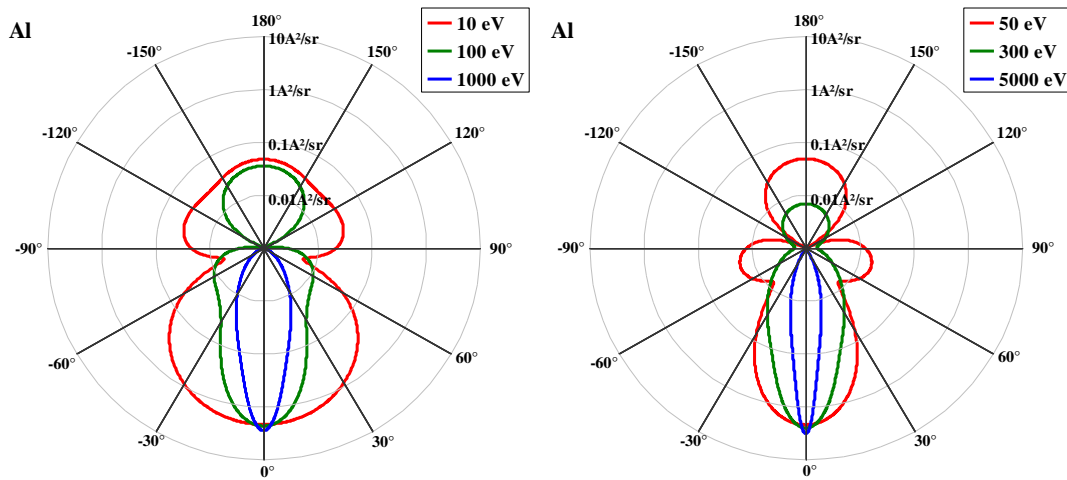 Al
180°
10 eV
100 eV
1000 eV
10A²/sr
-150°
150°
1A²/sr
-120°
120°
0.1A²/sr
0.01A²/sr
-90°
90°
-60°
60°
-30°
30°
0°
Al
180°
50 eV
300 eV
5000 eV
10A²/sr
-150°
150°
1A²/sr
-120°
120°
0.1A²/sr
0.01A²/sr
-90°
90°
-60°
60°
-30°
30°
0°